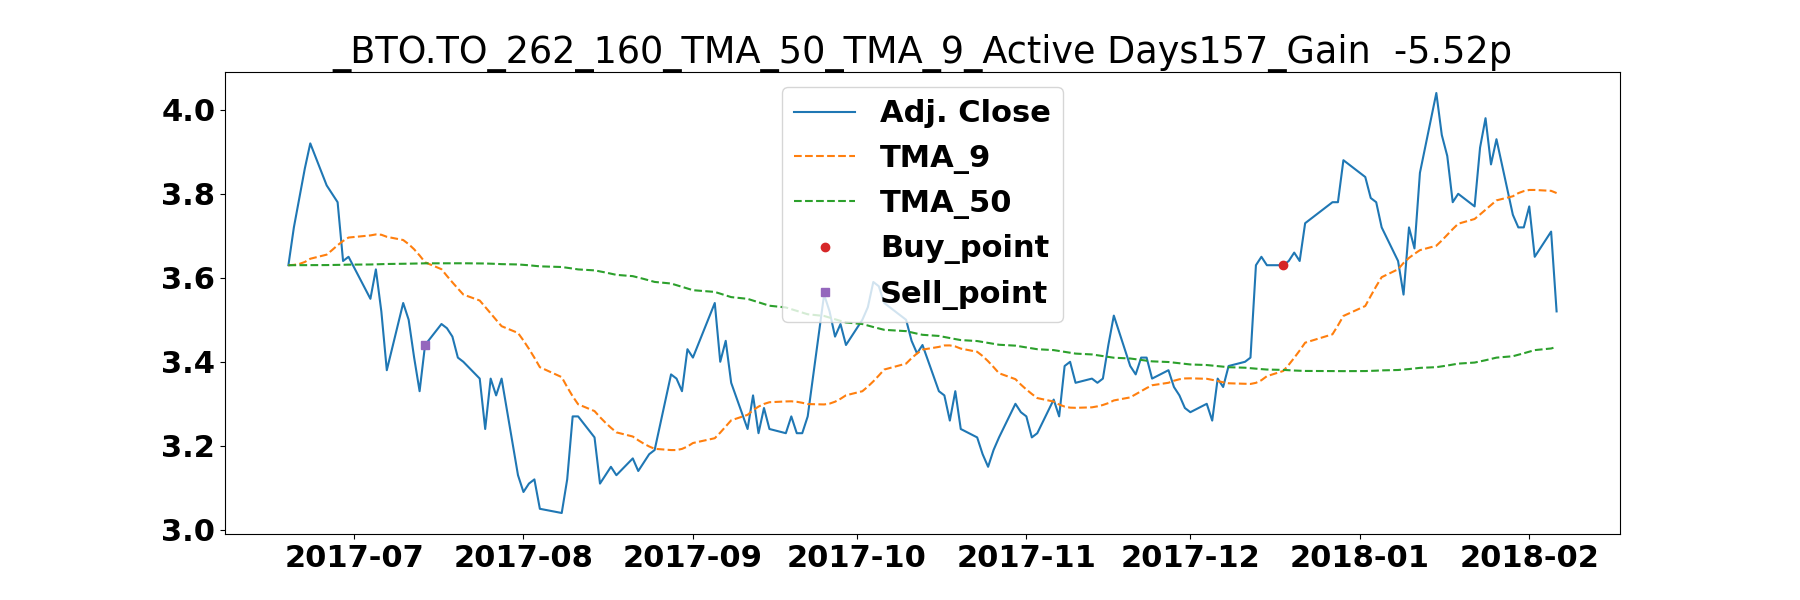 _BTO.TO_262_160_TMA_50_TMA_9_Active Days157_Gain  -5.52p
Adj. Close
TMA_9
TMA_50
Buy_point
Sell_point
4.0
3.8
3.6
3.4
3.2
3.0
2017-07 2017-08 2017-09 2017-10 2017-11 2017-12 2018-01 2018-02